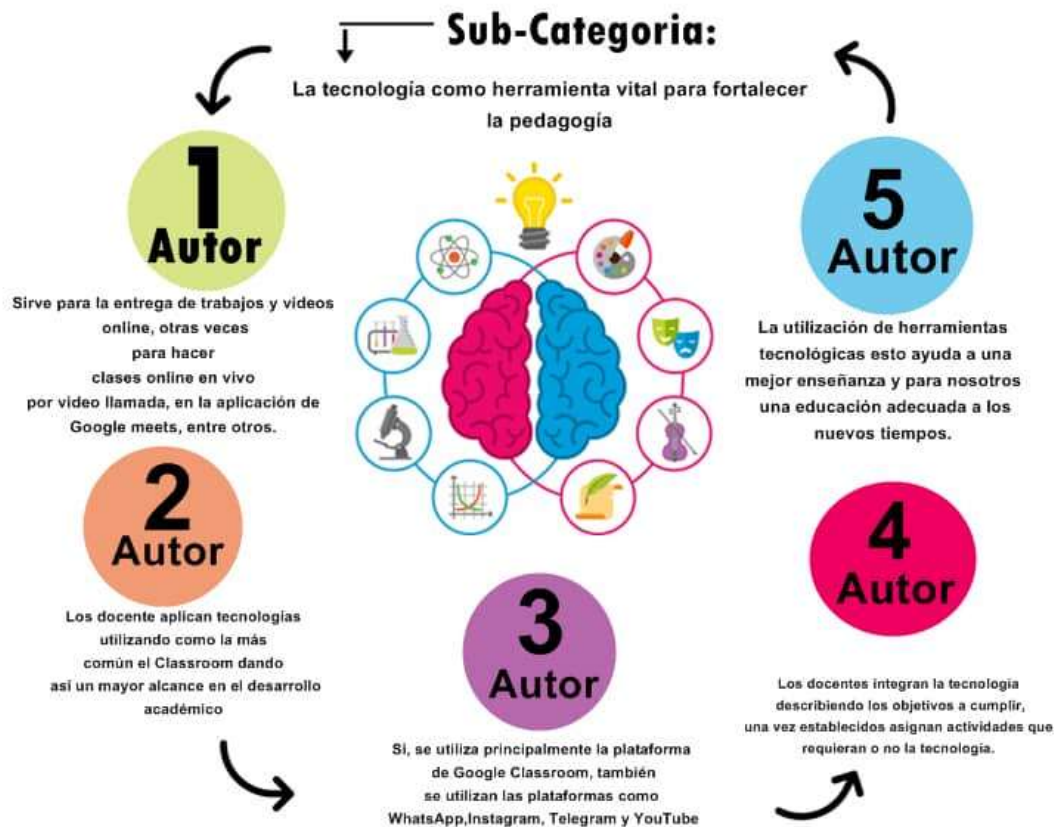 Sub-Categoria:
La tecnología como herramienta vital para fortalecer
la pedagogía
1
Autor
Sirve para la entrega de trabajos y videos
online, otras veces
para hacer
clases online en vivo
por video llamada, en la aplicación de
Google meets, entre otros.
2
Autor
Los docente aplican tecnologías
utilizando como la más
común el Classroom dando
así un mayor alcance en el desarrollo
académico
3
Autor
Si, se utiliza principalmente la plataforma
de Google Classroom, también
se utilizan las plataformas como
WhatsApp,Instagram, Telegram y YouTube
4
Autor
Los docentes integran la tecnología
describiendo los objetivos a cumplir,
una vez establecidos asignan actividades que
requieran o no la tecnología.
5
Autor
La utilización de herramientas
tecnológicas esto ayuda a una
mejor enseñanza y para nosotros
una educación adecuada a los
nuevos tiempos.